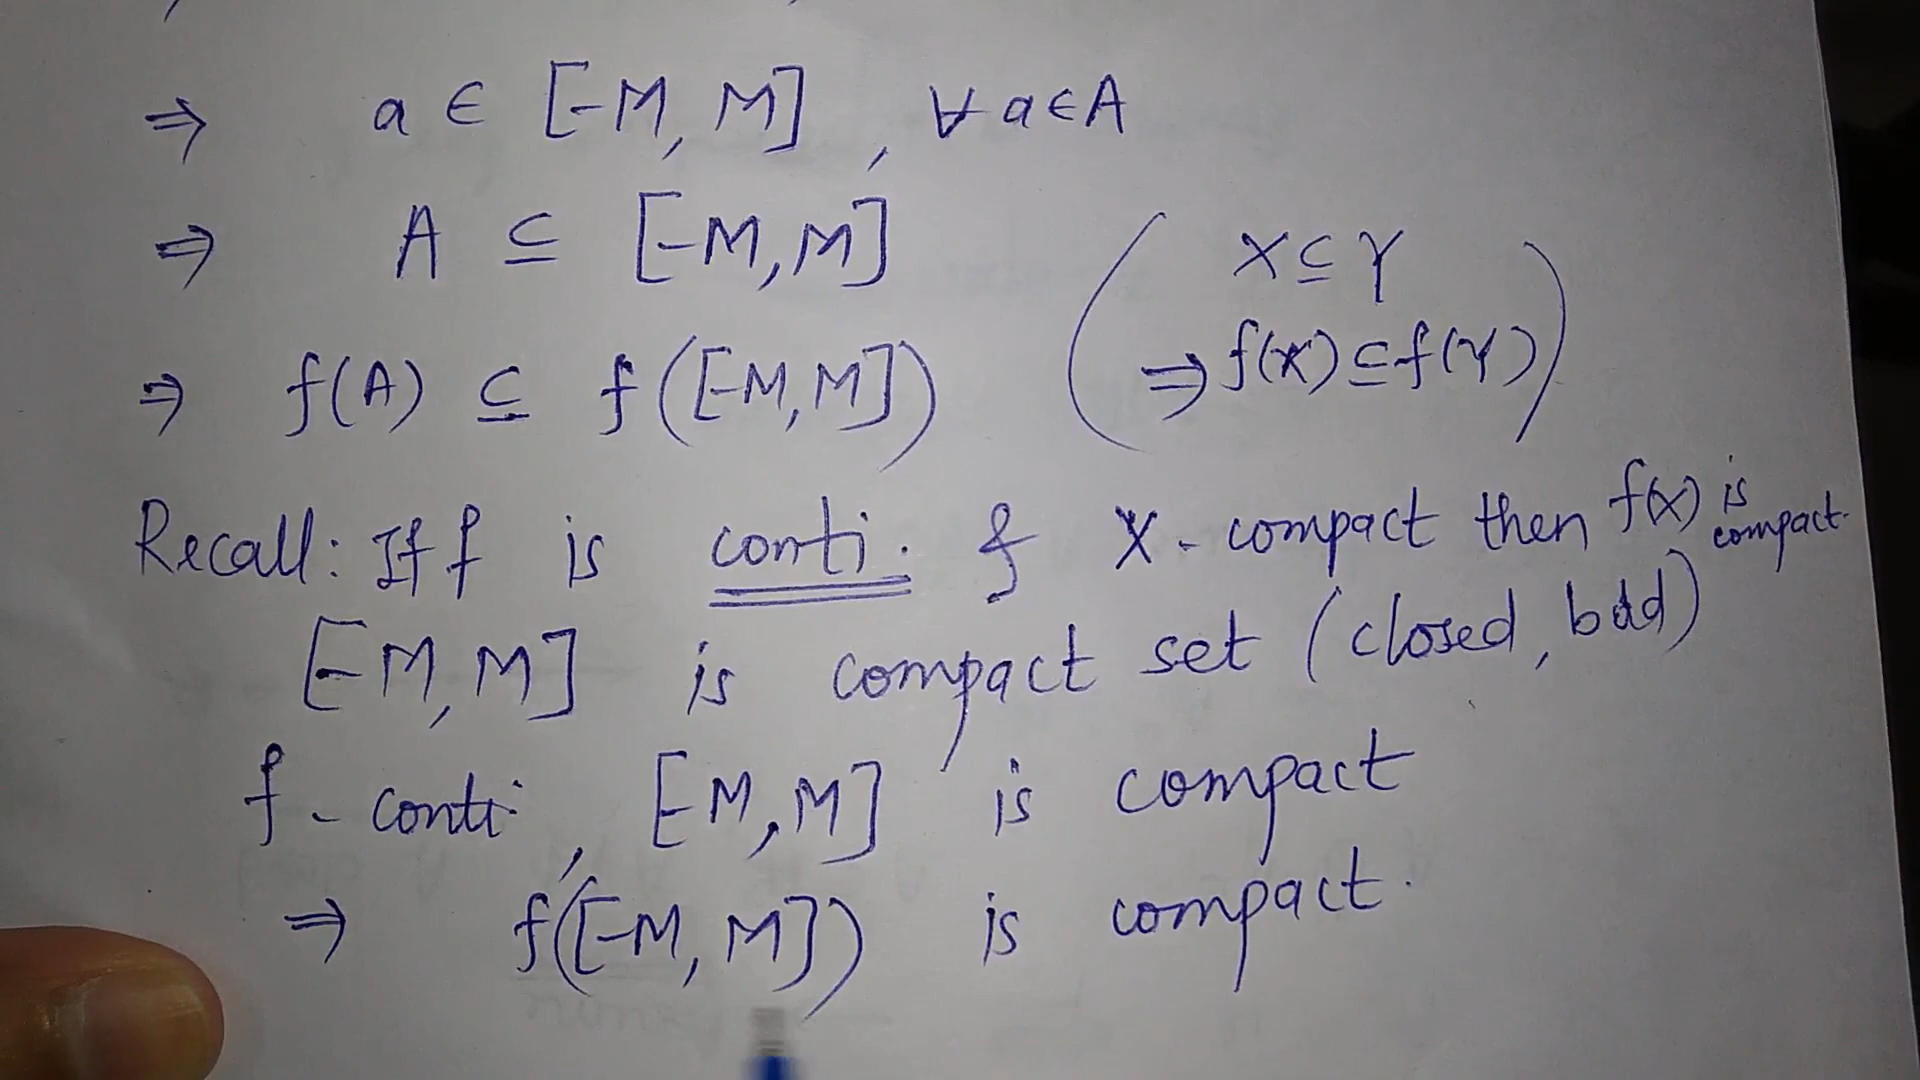 ⇒ a ∈ [-M, M], ∀ a ∈ A
⇒ A ⊆ [-M, M]
( X ⊆ Y
⇒ f(X) ⊆ f(Y) )
⇒ f(A) ⊆ f([-M, M])
Recall: If f is conti. & X - compact then f(X) is compact.
[-M, M] is compact set (closed, bdd)
f - conti, [-M, M] is compact
⇒ f([-M, M]) is compact.